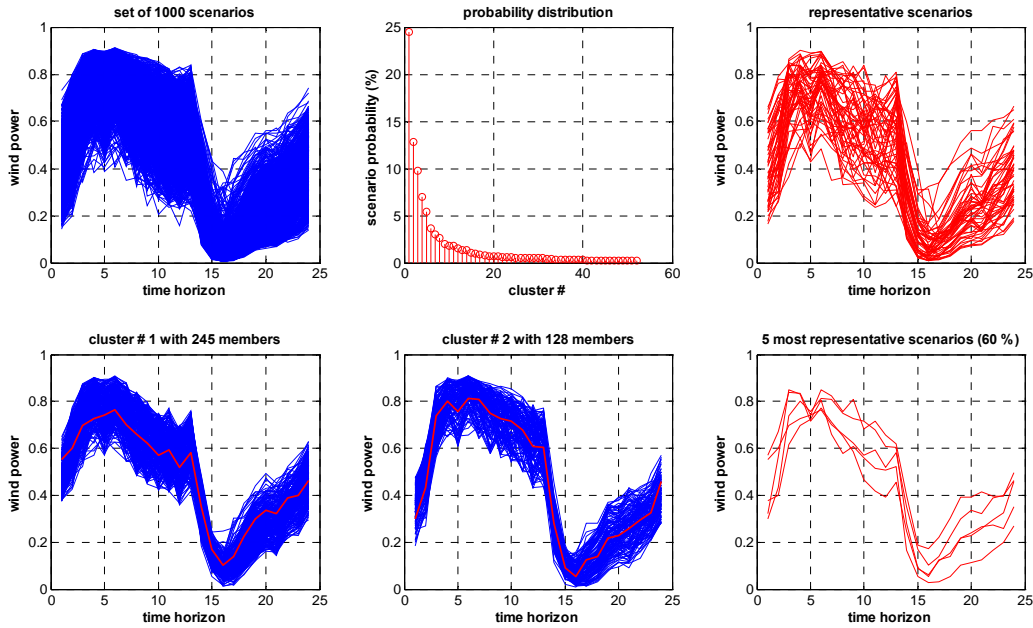 set of 1000 scenarios
wind power
1
0.8
0.6
0.4
0.2
0
0 5 10 15 20 25
time horizon
probability distribution
scenario probability (%)
25
20
15
10
5
0
0 20 40 60
cluster #
representative scenarios
wind power
1
0.8
0.6
0.4
0.2
0
0 5 10 15 20 25
time horizon
cluster # 1 with 245 members
wind power
1
0.8
0.6
0.4
0.2
0
0 5 10 15 20 25
time horizon
cluster # 2 with 128 members
wind power
1
0.8
0.6
0.4
0.2
0
0 5 10 15 20 25
time horizon
5 most representative scenarios (60 %)
wind power
1
0.8
0.6
0.4
0.2
0
0 5 10 15 20 25
time horizon